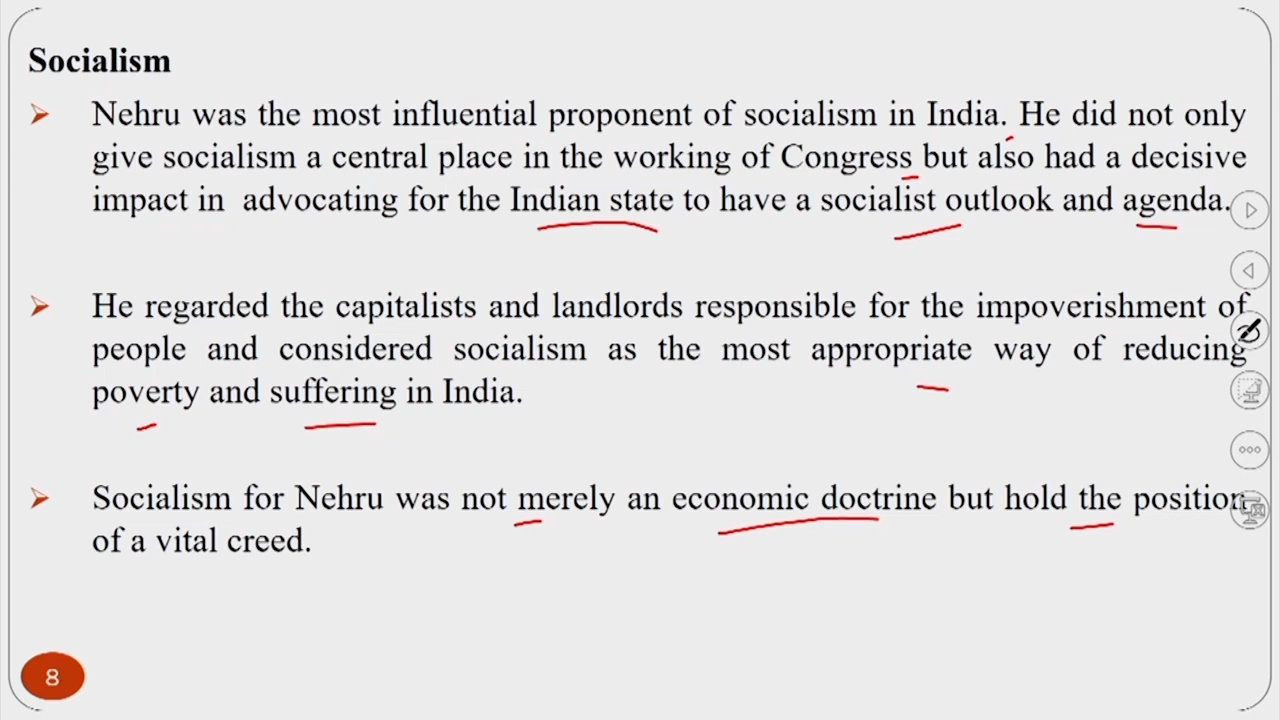 Socialism
Nehru was the most influential proponent of socialism in India. He did not only
give socialism a central place in the working of Congress but also had a decisive
impact in advocating for the Indian state to have a socialist outlook and agenda.
He regarded the capitalists and landlords responsible for the impoverishment of
people and considered socialism as the most appropriate way of reducing
poverty and suffering in India.
Socialism for Nehru was not merely an economic doctrine but hold the position
of a vital creed.
8